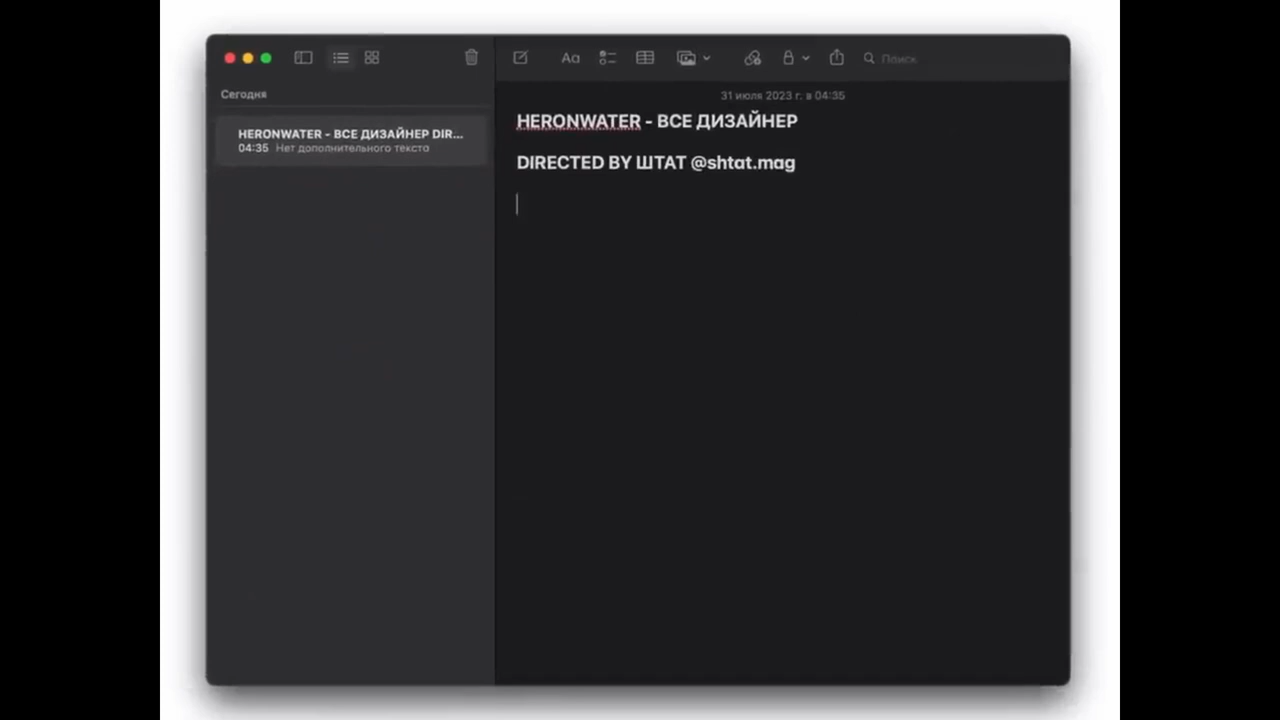 Aa
Поиск
Сегодня
HERONWATER - ВСЕ ДИЗАЙНЕР DIR...
04:35 Нет дополнительного текста
31 июля 2023 г. в 04:35
HERONWATER - ВСЕ ДИЗАЙНЕР
DIRECTED BY ШТАТ @shtat.mag